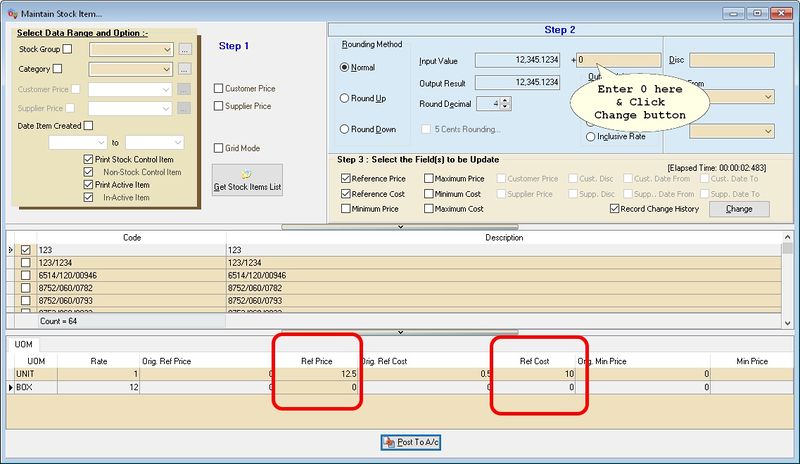 Maintain Stock Item...
Select Data Range and Option :-
Stock Group
Category
Customer Price
Supplier Price
Date Item Created
to
Print Stock Control Item
Non-Stock Control Item
Print Active Item
In-Active Item
Step 1
Customer Price
Supplier Price
Grid Mode
Get Stock Items List
Step 2
Rounding Method
Normal
Round Up
Round Down
Input Value 12,345.1234 + 0
Output Result 12,345.1234
Round Decimal 4
5 Cents Rounding...
Disc
From
Inclusive Rate
Enter 0 here
& Click
Change button
Step 3 : Select the Field(s) to be Update
[Elapsed Time: 00:00:02:483]
Reference Price Maximum Price Customer Price Cust. Disc Cust. Date From Cust. Date To
Reference Cost Minimum Cost Supplier Price Supp. Disc Supp.. Date From Supp. Date To
Minimum Price Maximum Cost Record Change History Change
Code Description
123 123
123/1234 123/1234
6514/120/00946 6514/120/00946
8752/060/0782 8752/060/0782
8752/060/0793 8752/060/0793
Count = 64
UOM
UOM Rate Orig. Ref Price Ref Price Orig. Ref Cost Ref Cost Orig. Min Price Min Price
UNIT 1 0 12.5 0.5 10 0
BOX 12 0 0 0 0 0
Post To A/c